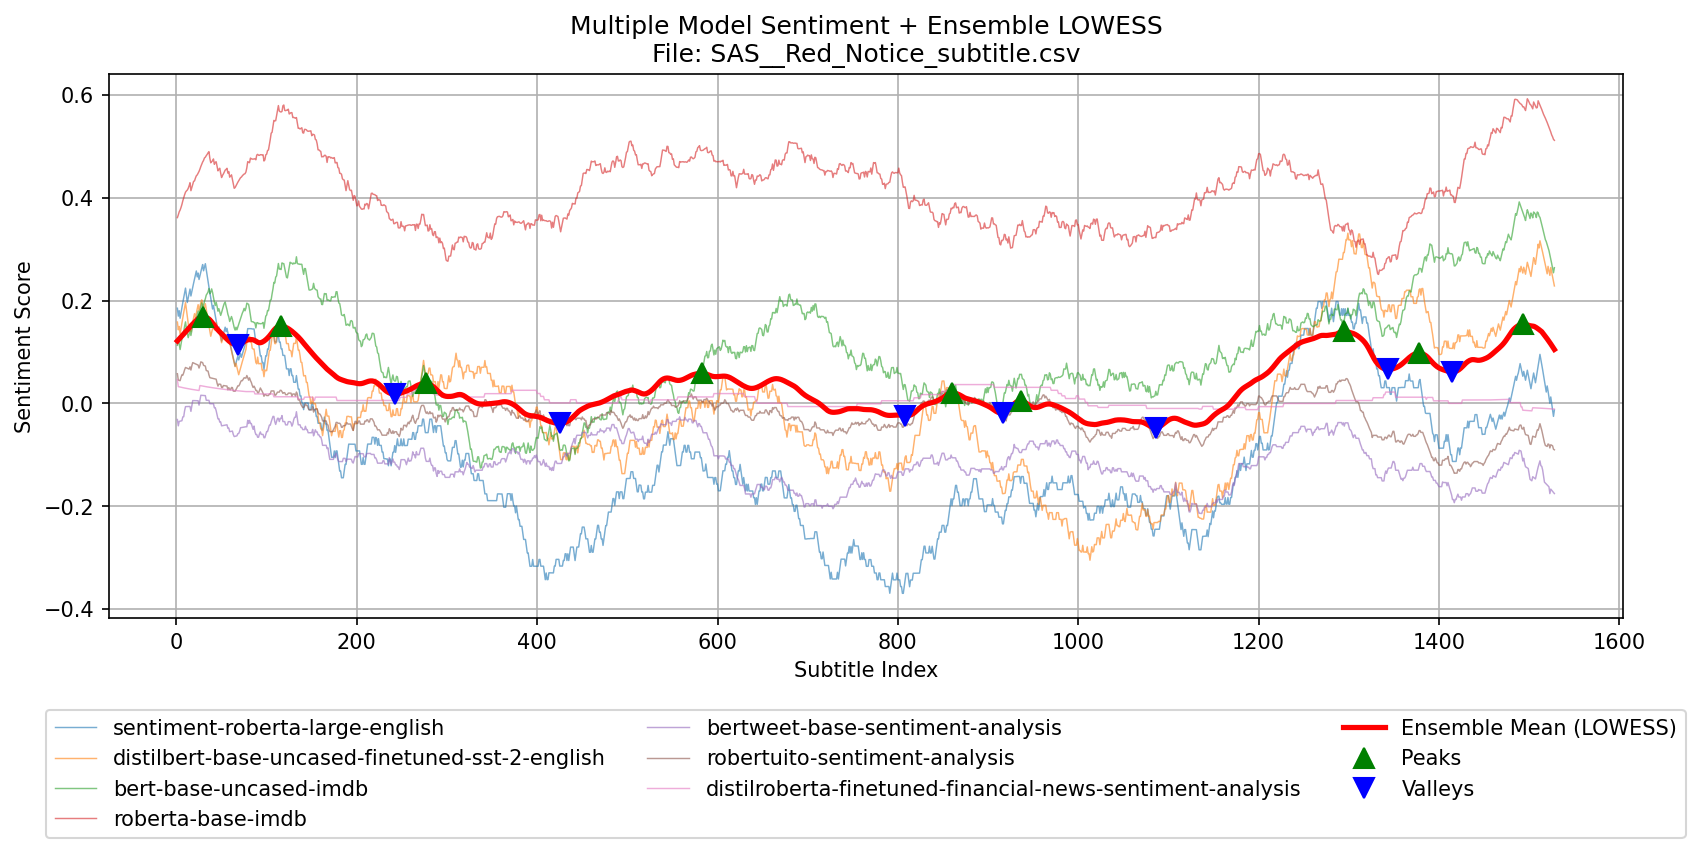 Multiple Model Sentiment + Ensemble LOWESS
File: SAS__Red_Notice_subtitle.csv
Sentiment Score
0.6
0.4
0.2
0.0
−0.2
−0.4
0 200 400 600 800 1000 1200 1400 1600
Subtitle Index
sentiment-roberta-large-english
distilbert-base-uncased-finetuned-sst-2-english
bert-base-uncased-imdb
roberta-base-imdb
bertweet-base-sentiment-analysis
robertuito-sentiment-analysis
distilroberta-finetuned-financial-news-sentiment-analysis
Ensemble Mean (LOWESS)
Peaks
Valleys